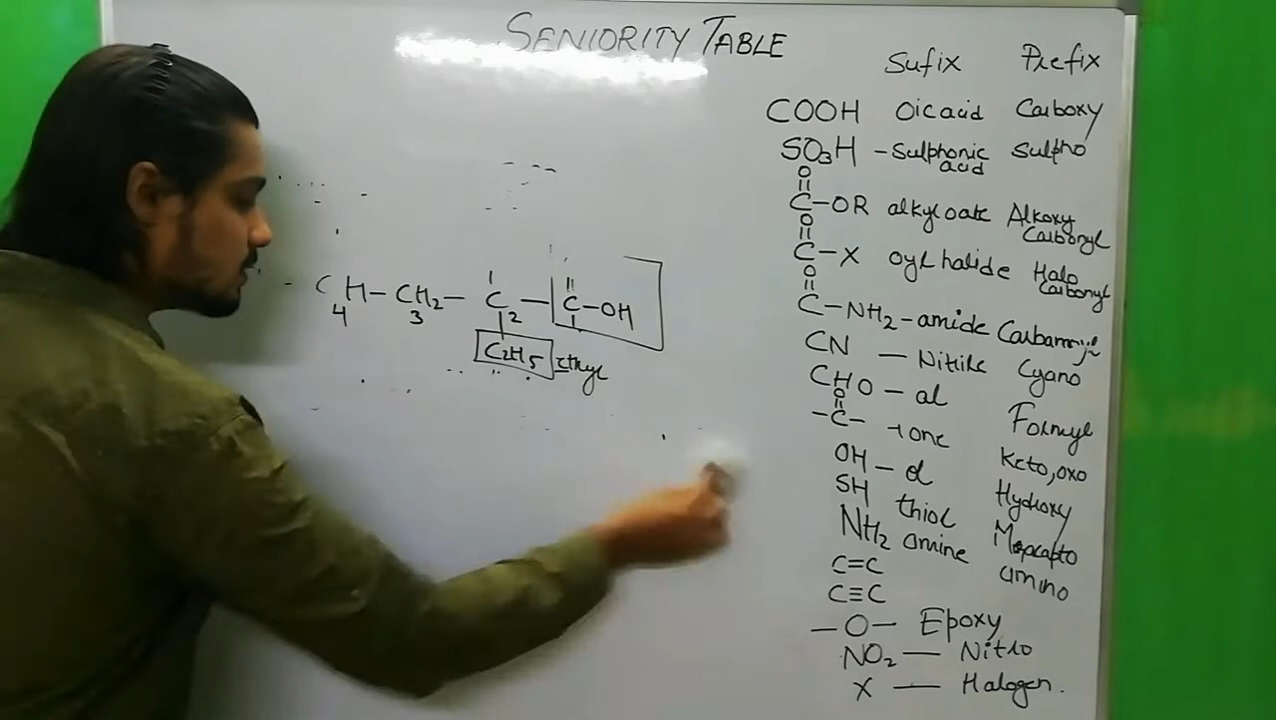 SENIORITY TABLE
Sufix Prefix
COOH Oic acid Carboxy
SO3H - Sulphonic acid Sulpho
O
C-OR alkyloate Alkoxy Carbonyl
O
C-X oyl halide Halo Carbonyl
O
C-NH2 - amide
CN - Nitrile Cyano
CHO - al Formyl
O
-C- one Keto, oxo
OH - ol Hydroxy
SH thiol
NH2 amine amino
C=C
C≡C
-O- Epoxy
NO2 - Nitro
X - Halogen.
- CH - CH2 - C - C - OH
4 3 2 1
C2H5 Ethyl